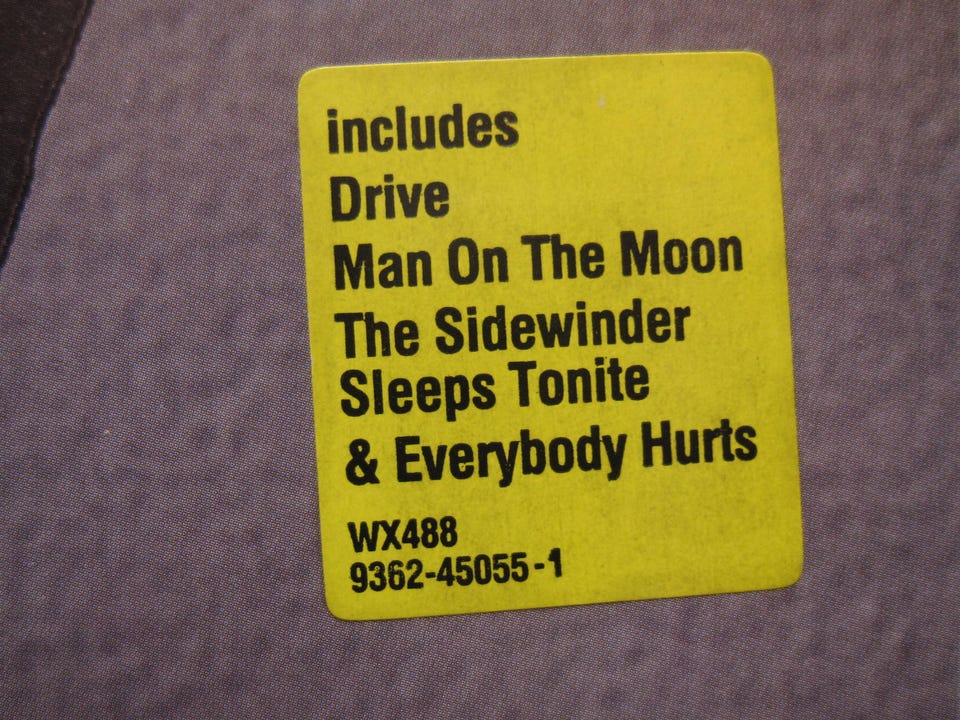 includes
Drive
Man On The Moon
The Sidewinder
Sleeps Tonite
& Everybody Hurts
WX488
9362-45055-1